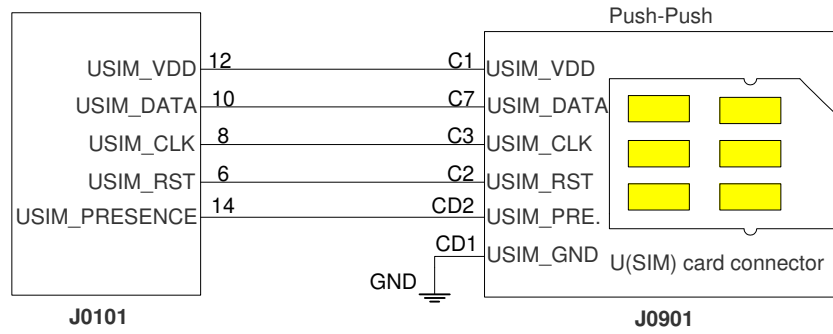 Push-Push
USIM_VDD 12 C1 USIM_VDD
USIM_DATA 10 C7 USIM_DATA
USIM_CLK 8 C3 USIM_CLK
USIM_RST 6 C2 USIM_RST
USIM_PRESENCE 14 CD2 USIM_PRE.
CD1 USIM_GND
GND
U(SIM) card connector
J0101
J0901